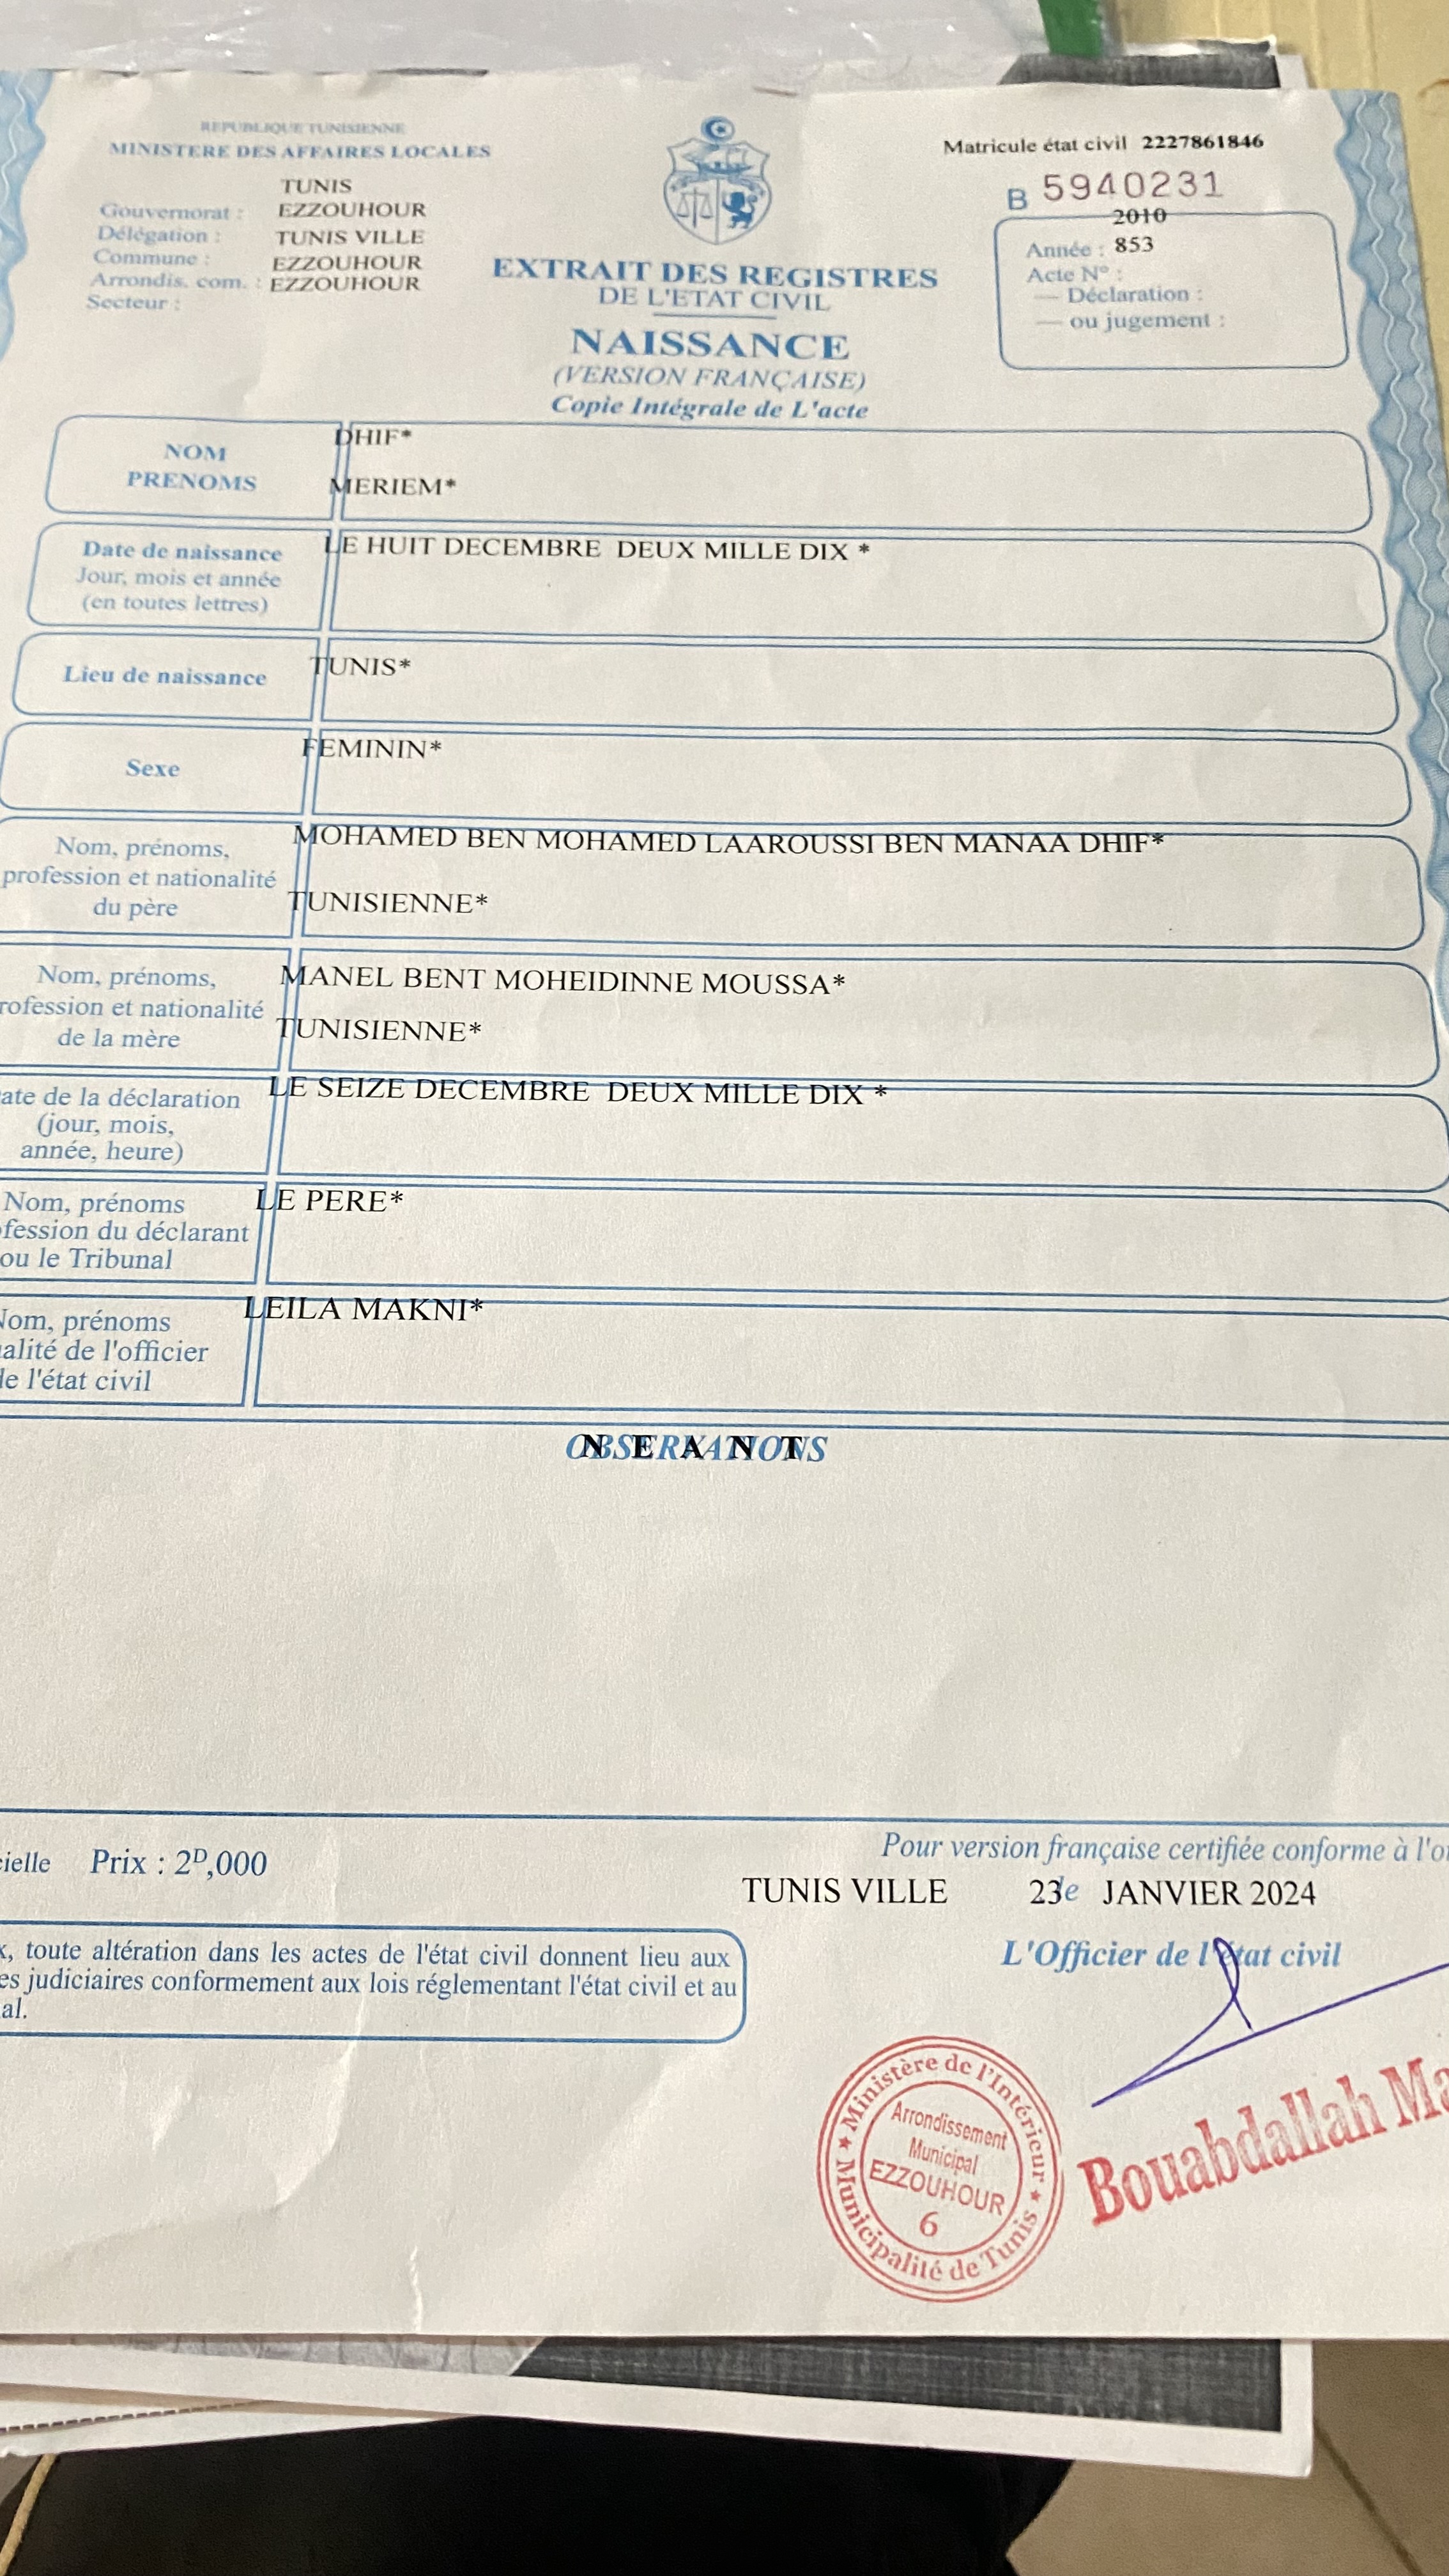 REPUBLIQUE TUNISIENNE
MINISTERE DES AFFAIRES LOCALES
TUNIS
Gouvernorat : EZZOUHOUR
Délégation : TUNIS VILLE
Commune : EZZOUHOUR
Arrondis. com. : EZZOUHOUR
Secteur :
Matricule état civil 2227861846
B 5940231
2010
Année : 853
Acte N° :
— Déclaration :
— ou jugement :
EXTRAIT DES REGISTRES
DE L'ETAT CIVIL
NAISSANCE
(VERSION FRANÇAISE)
Copie Intégrale de L'acte
NOM DHIF*
PRENOMS MERIEM*
Date de naissance LE HUIT DECEMBRE DEUX MILLE DIX *
Jour, mois et année
(en toutes lettres)
Lieu de naissance TUNIS*
Sexe FEMININ*
Nom, prénoms, MOHAMED BEN MOHAMED LAAROUSSI BEN MANAA DHIF*
profession et nationalité
du père TUNISIENNE*
Nom, prénoms, MANEL BENT MOHEIDINNE MOUSSA*
rofession et nationalité
de la mère TUNISIENNE*
ate de la déclaration LE SEIZE DECEMBRE DEUX MILLE DIX *
(jour, mois,
année, heure)
Nom, prénoms LE PERE*
fession du déclarant
ou le Tribunal
Nom, prénoms LEILA MAKNI*
alité de l'officier
de l'état civil
OBSERVATIONS
NEANT
cielle Prix : 2D,000
Pour version française certifiée conforme à l'o
TUNIS VILLE le 23 JANVIER 2024
L'Officier de l'état civil
x, toute altération dans les actes de l'état civil donnent lieu aux
es judiciaires conformement aux lois réglementant l'état civil et au
al.
Ministère de l'Intérieur
Arrondissement
Municipal
EZZOUHOUR
6
Municipalité de Tunis
Bouabdallah Ma